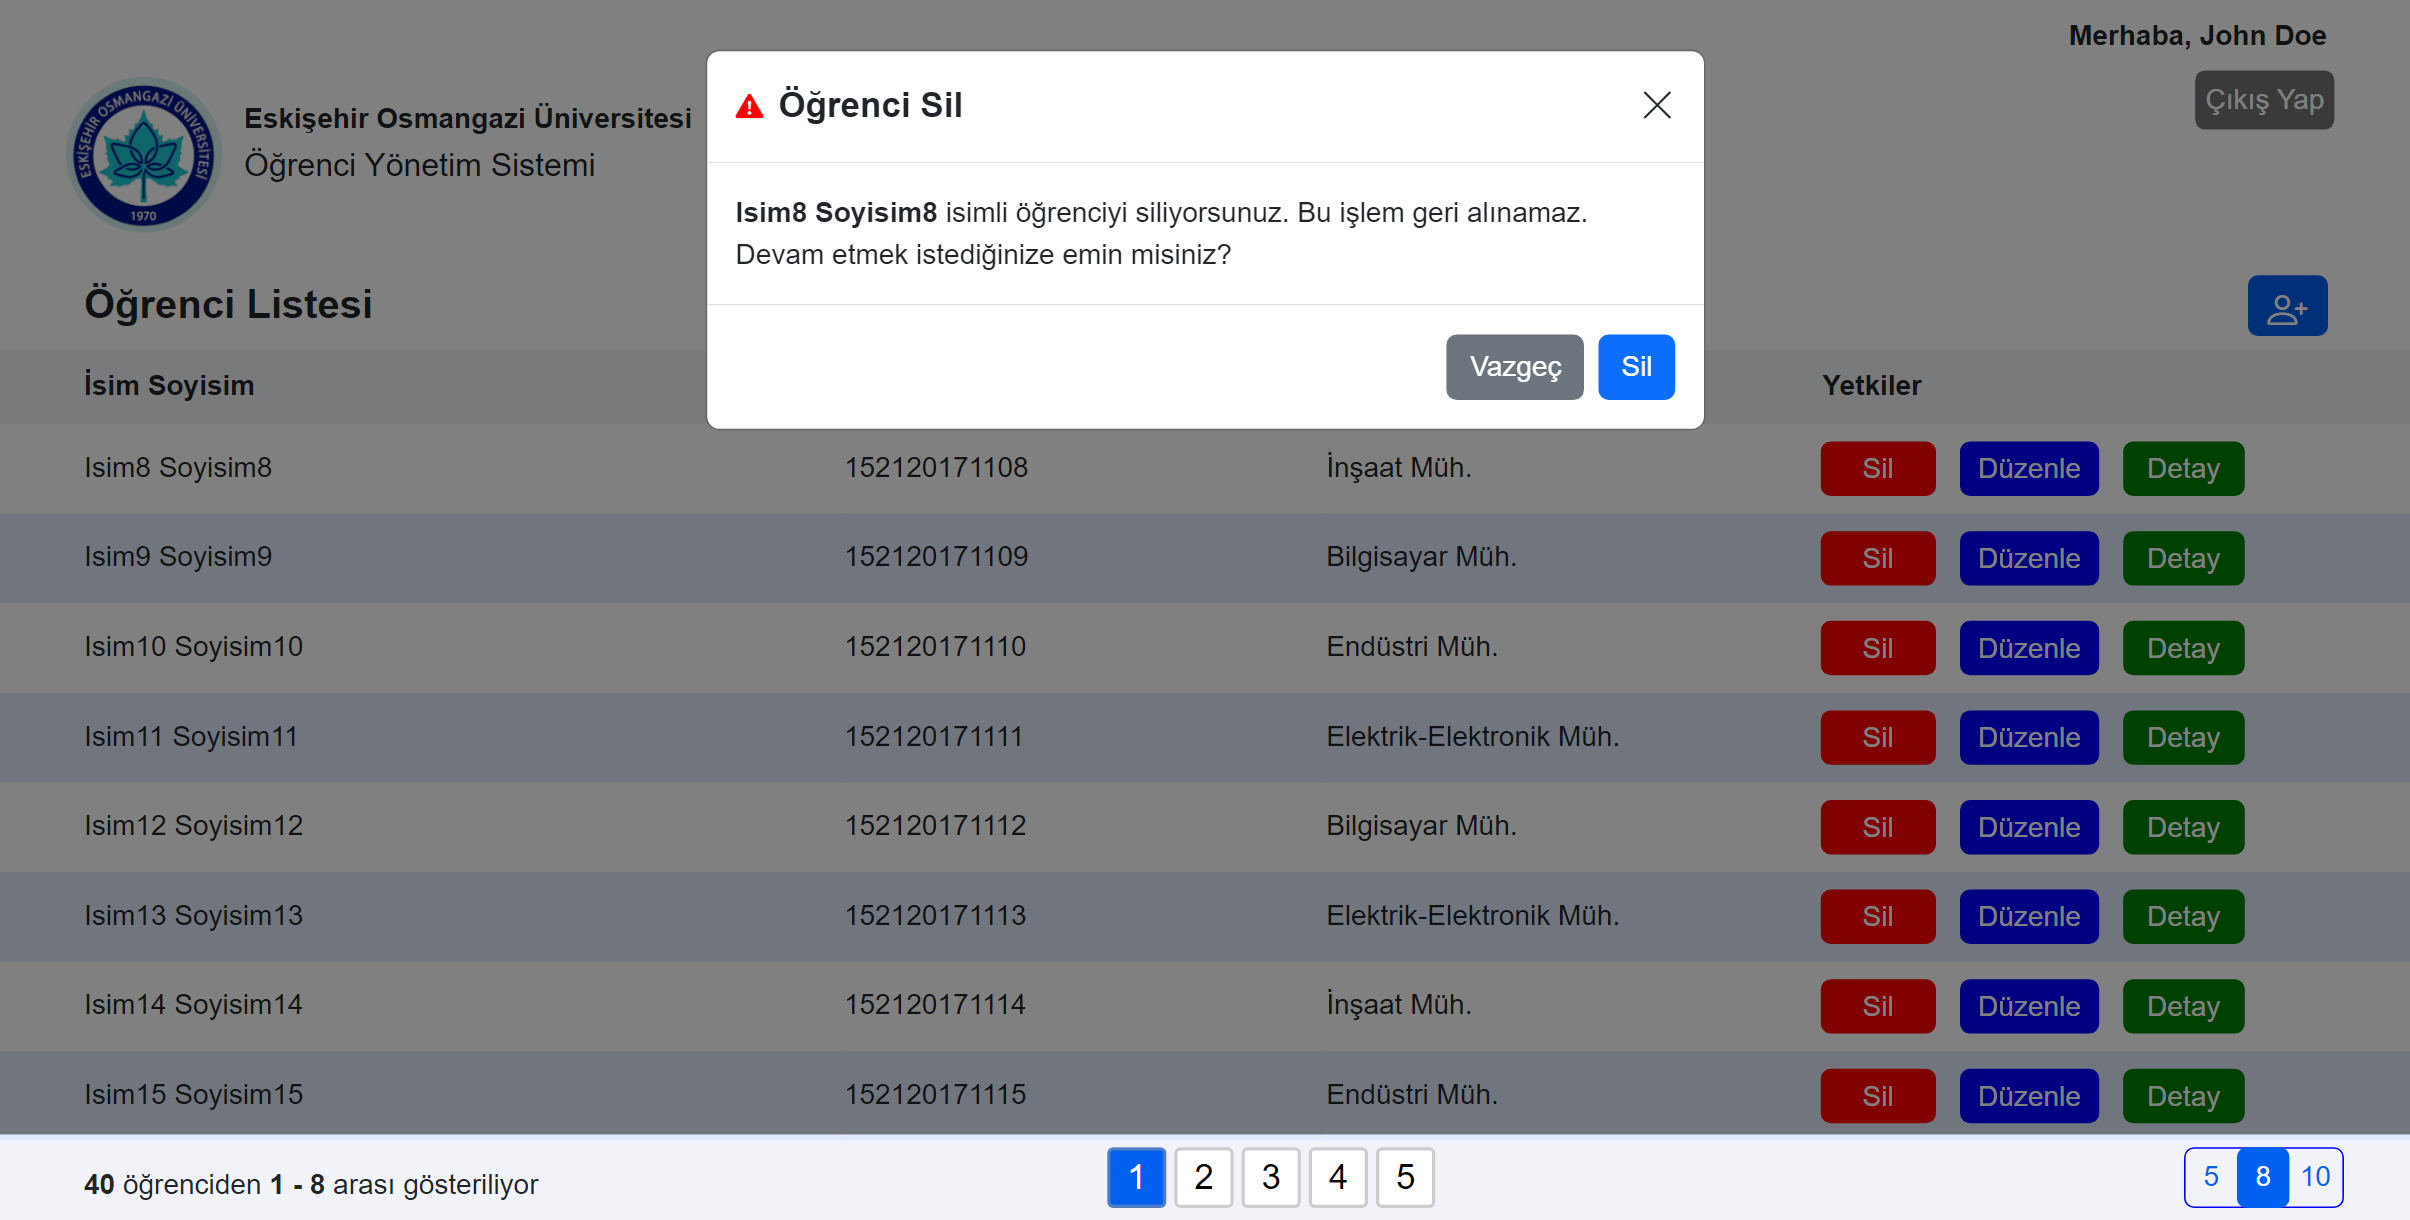 Merhaba, John Doe
Çıkış Yap
ESKİŞEHİR OSMANGAZİ ÜNİVERSİTESİ
1970
Eskişehir Osmangazi Üniversitesi
Öğrenci Yönetim Sistemi
Öğrenci Sil
Isim8 Soyisim8 isimli öğrenciyi siliyorsunuz. Bu işlem geri alınamaz.
Devam etmek istediğinize emin misiniz?
Vazgeç Sil
Öğrenci Listesi
İsim Soyisim Yetkiler
Isim8 Soyisim8 152120171108 İnşaat Müh. Sil Düzenle Detay
Isim9 Soyisim9 152120171109 Bilgisayar Müh. Sil Düzenle Detay
Isim10 Soyisim10 152120171110 Endüstri Müh. Sil Düzenle Detay
Isim11 Soyisim11 152120171111 Elektrik-Elektronik Müh. Sil Düzenle Detay
Isim12 Soyisim12 152120171112 Bilgisayar Müh. Sil Düzenle Detay
Isim13 Soyisim13 152120171113 Elektrik-Elektronik Müh. Sil Düzenle Detay
Isim14 Soyisim14 152120171114 İnşaat Müh. Sil Düzenle Detay
Isim15 Soyisim15 152120171115 Endüstri Müh. Sil Düzenle Detay
40 öğrenciden 1 - 8 arası gösteriliyor 1 2 3 4 5 5 8 10